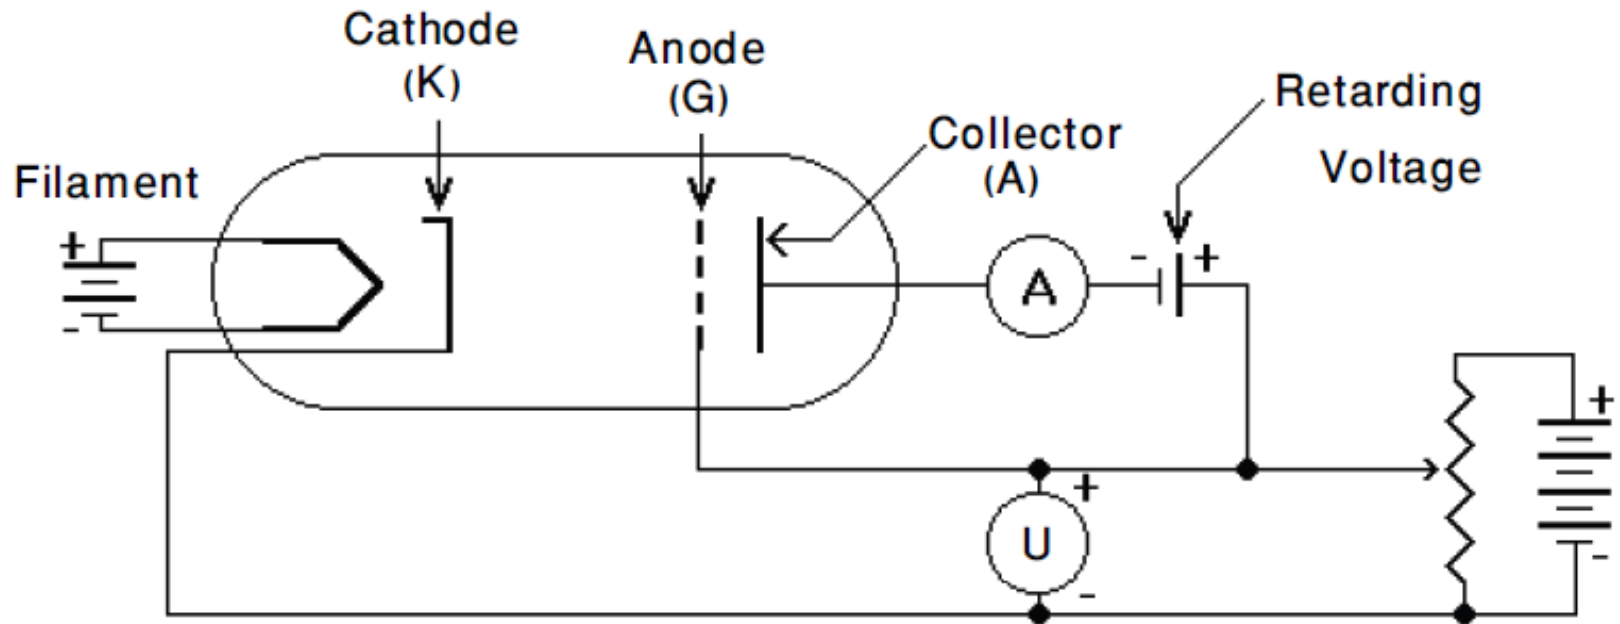 Cathode
(K)
Anode
(G)
Retarding
Voltage
Collector
(A)
Filament
+
-
A
- +
+
U
-
+
-